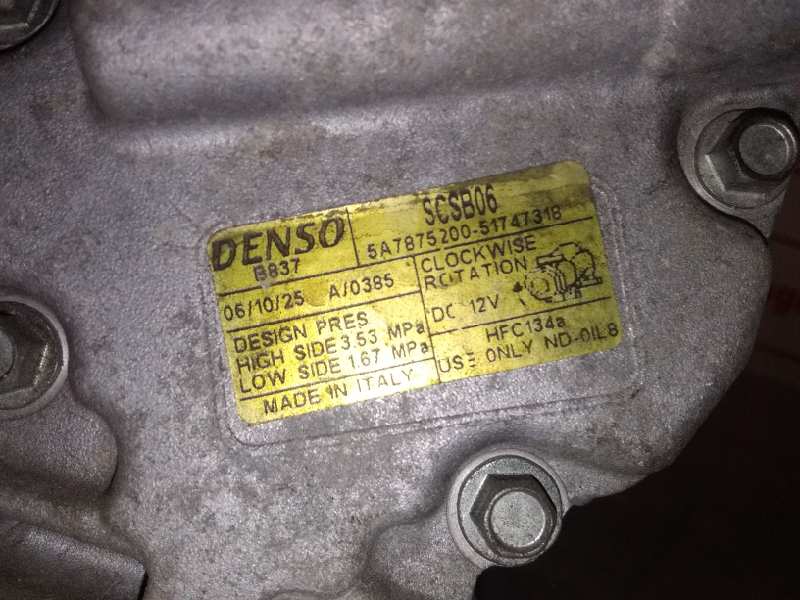 DENSO
B837
SCSB06
5A7875200-51747318
06/10/25 A/0385
CLOCKWISE
ROTATION
DC 12V
DESIGN PRES
HIGH SIDE 3.53 MPa
LOW SIDE 1.67 MPa
HFC134a
USE ONLY ND-OIL8
MADE IN ITALY